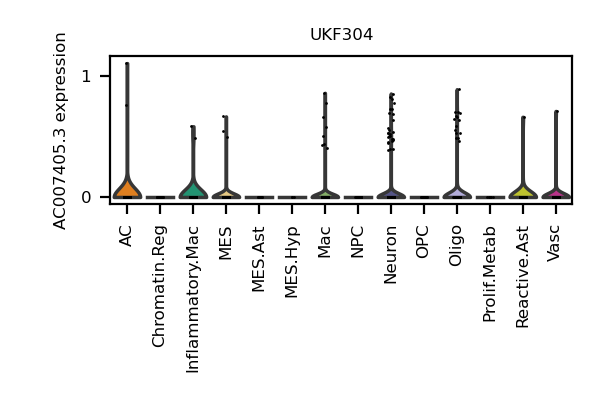 UKF304
AC007405.3 expression
1
0
AC
Chromatin.Reg
Inflammatory.Mac
MES
MES.Ast
MES.Hyp
Mac
NPC
Neuron
OPC
Oligo
Prolif.Metab
Reactive.Ast
Vasc